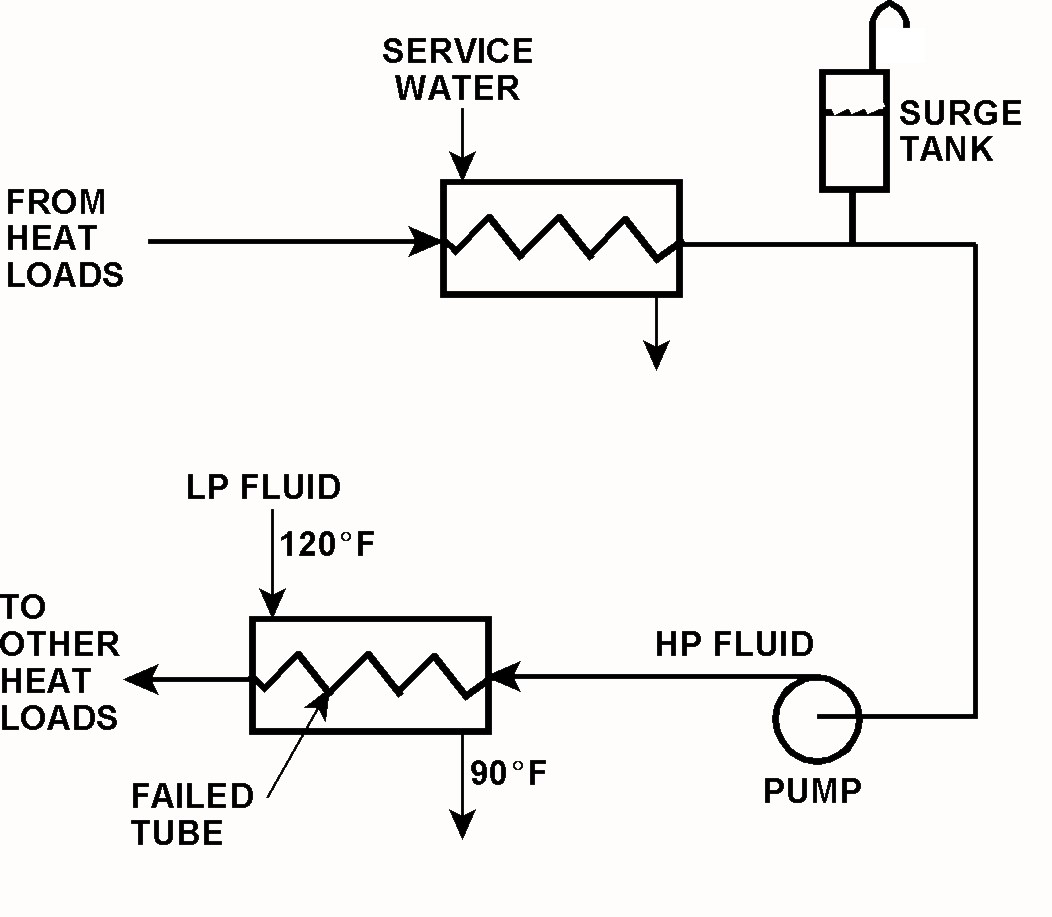 SERVICE
WATER
SURGE
TANK
FROM
HEAT
LOADS
LP FLUID
120°F
TO
OTHER
HEAT
LOADS
HP FLUID
90°F
PUMP
FAILED
TUBE